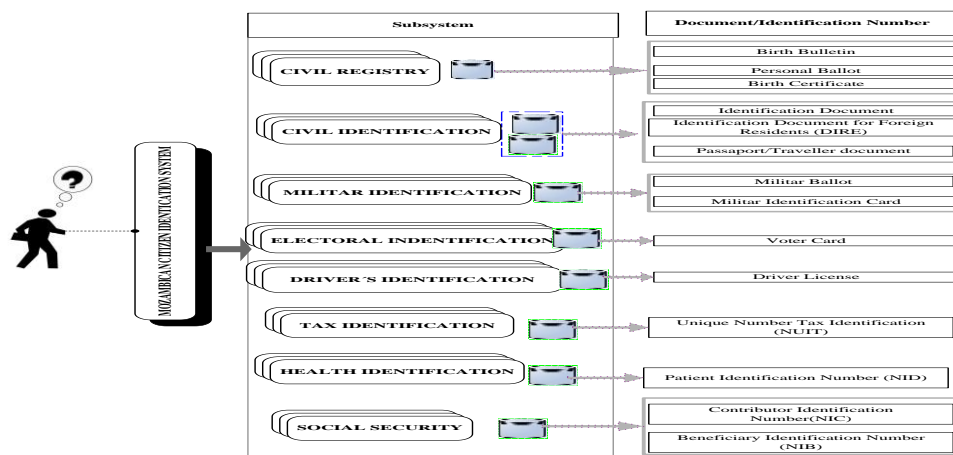 Subsystem
Document/Identification Number
CIVIL REGISTRY
Birth Bulletin
Personal Ballot
Birth Certificate
CIVIL IDENTIFICATION
Identification Document
Identification Document for Foreign
Residents (DIRE)
Passaport/Traveller document
MOZAMBICAN CITIZEN IDENTICATION SYSTEM
?
MILITAR IDENTIFICATION
Militar Ballot
Militar Identification Card
ELECTORAL INDENTIFICATION
Voter Card
DRIVER'S IDENTIFICATION
Driver License
TAX IDENTIFICATION
Unique Number Tax Identification
(NUIT)
HEALTH IDENTIFICATION
Patient Identification Number (NID)
SOCIAL SECURITY
Contributor Identification
Number(NIC)
Beneficiary Identification Number
(NIB)